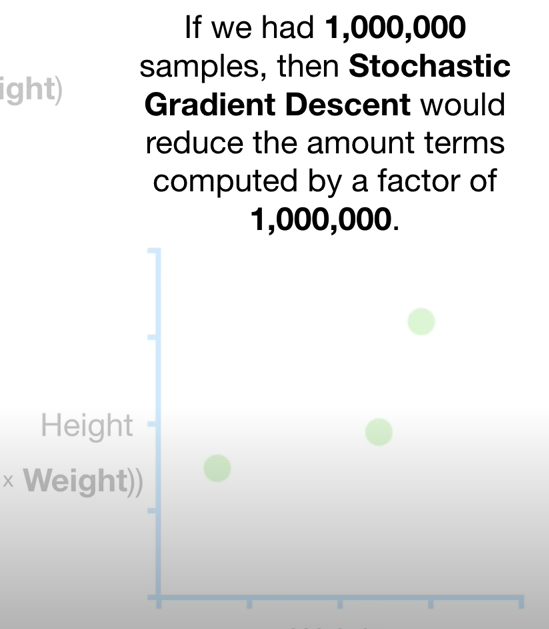 If we had 1,000,000
samples, then Stochastic
Gradient Descent would
reduce the amount terms
computed by a factor of
1,000,000.
ight)
Height
x Weight))